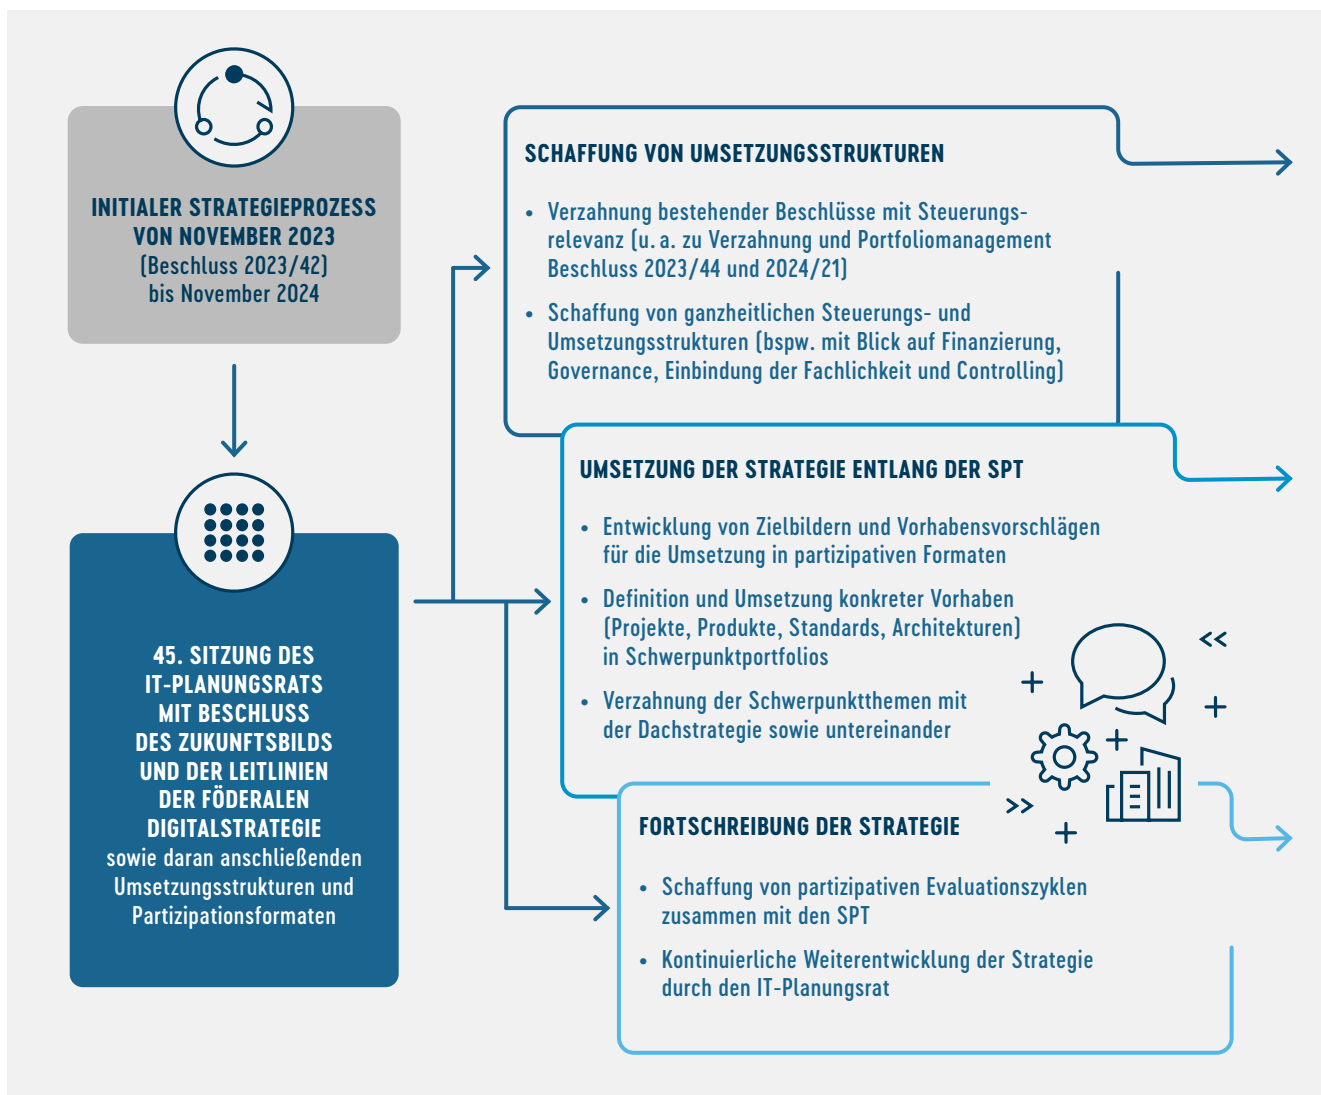 INITIALER STRATEGIEPROZESS
VON NOVEMBER 2023
(Beschluss 2023/42)
bis November 2024
45. SITZUNG DES
IT-PLANUNGSRATS
MIT BESCHLUSS
DES ZUKUNFTSBILDS
UND DER LEITLINIEN
DER FÖDERALEN
DIGITALSTRATEGIE
sowie daran anschließenden
Umsetzungsstrukturen und
Partizipationsformaten
SCHAFFUNG VON UMSETZUNGSSTRUKTUREN
• Verzahnung bestehender Beschlüsse mit Steuerungs-
relevanz (u. a. zu Verzahnung und Portfoliomanagement
Beschluss 2023/44 und 2024/21)
• Schaffung von ganzheitlichen Steuerungs- und
Umsetzungsstrukturen (bspw. mit Blick auf Finanzierung,
Governance, Einbindung der Fachlichkeit und Controlling)
UMSETZUNG DER STRATEGIE ENTLANG DER SPT
• Entwicklung von Zielbildern und Vorhabensvorschlägen
für die Umsetzung in partizipativen Formaten
• Definition und Umsetzung konkreter Vorhaben
(Projekte, Produkte, Standards, Architekturen)
in Schwerpunktportfolios
• Verzahnung der Schwerpunktthemen mit
der Dachstrategie sowie untereinander
FORTSCHREIBUNG DER STRATEGIE
• Schaffung von partizipativen Evaluationszyklen
zusammen mit den SPT
• Kontinuierliche Weiterentwicklung der Strategie
durch den IT-Planungsrat